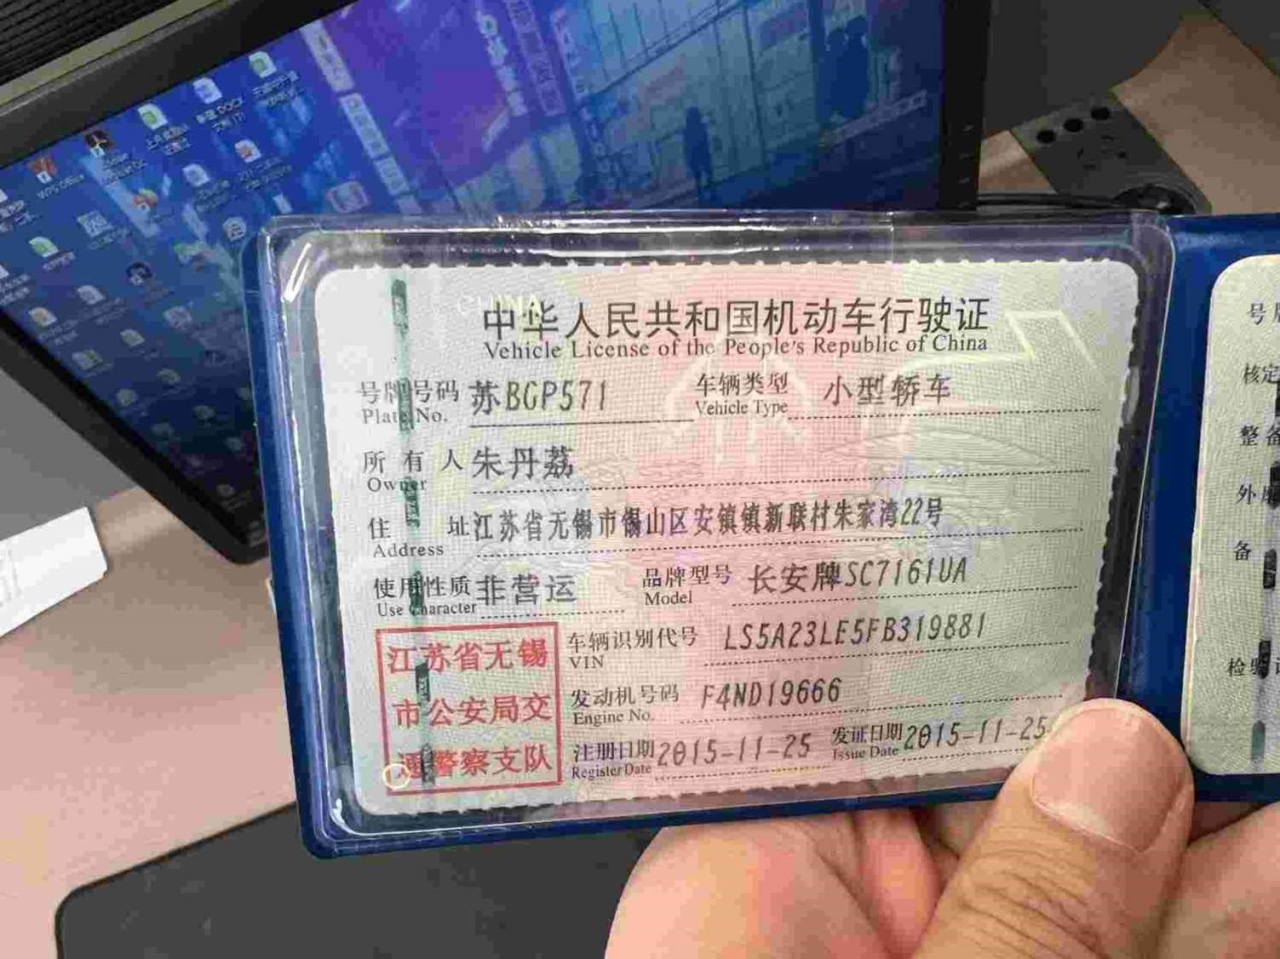 中华人民共和国机动车行驶证
Vehicle License of the People's Republic of China
号牌号码 苏BGP571 车辆类型 小型轿车
Plate No. Vehicle Type
所有人 朱丹荔
Owner
住址 江苏省无锡市锡山区安镇镇新联村朱家湾22号
Address
使用性质 非营运 品牌型号 长安牌SC7161UA
Use Character Model
江苏省无锡
市公安局交
通警察支队
车辆识别代号 LS5A23LE5FB319881
VIN
发动机号码 F4ND19666
Engine No.
注册日期 2015-11-25 发证日期 2015-11-25
Register Date Issue Date
号牌
核定
整备
外廓
备
检验